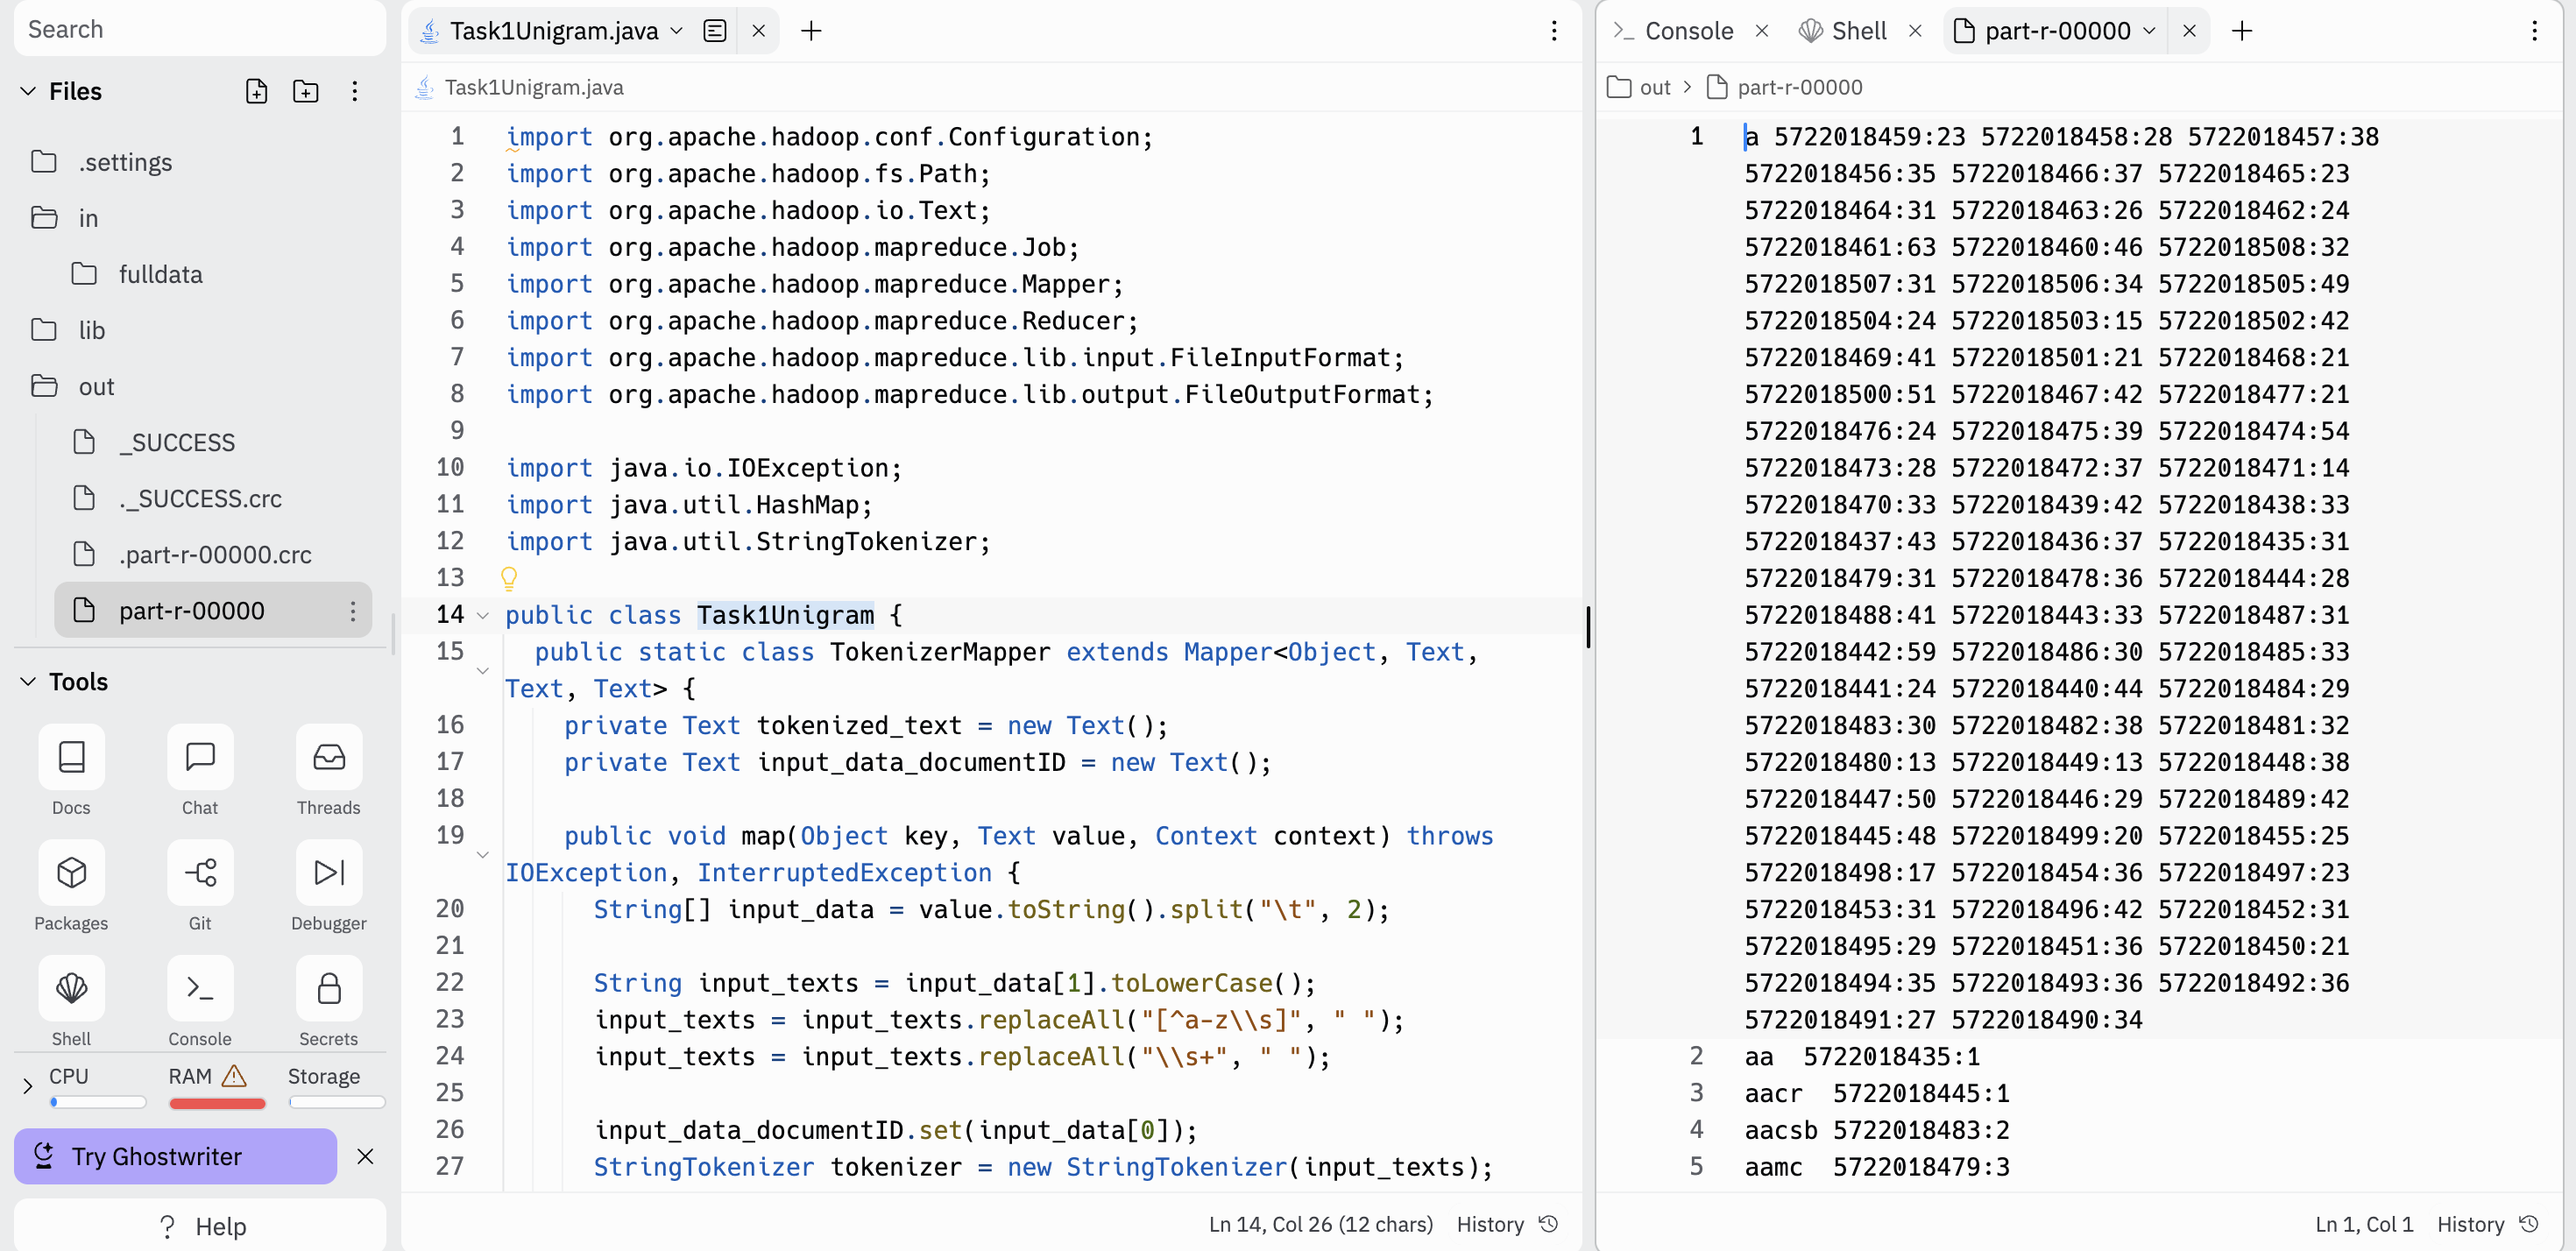 Search
Files
.settings
in
fulldata
lib
out
_SUCCESS
._SUCCESS.crc
.part-r-00000.crc
part-r-00000
Tools
Docs Chat Threads
Packages Git Debugger
Shell Console Secrets
CPU RAM Storage
Try Ghostwriter
? Help
Task1Unigram.java
Task1Unigram.java
1 import org.apache.hadoop.conf.Configuration;
2 import org.apache.hadoop.fs.Path;
3 import org.apache.hadoop.io.Text;
4 import org.apache.hadoop.mapreduce.Job;
5 import org.apache.hadoop.mapreduce.Mapper;
6 import org.apache.hadoop.mapreduce.Reducer;
7 import org.apache.hadoop.mapreduce.lib.input.FileInputFormat;
8 import org.apache.hadoop.mapreduce.lib.output.FileOutputFormat;
9
10 import java.io.IOException;
11 import java.util.HashMap;
12 import java.util.StringTokenizer;
13
14 public class Task1Unigram {
15 public static class TokenizerMapper extends Mapper<Object, Text,
Text, Text> {
16 private Text tokenized_text = new Text();
17 private Text input_data_documentID = new Text();
18
19 public void map(Object key, Text value, Context context) throws
IOException, InterruptedException {
20 String[] input_data = value.toString().split("\t", 2);
21
22 String input_texts = input_data[1].toLowerCase();
23 input_texts = input_texts.replaceAll("[^a-z\\s]", " ");
24 input_texts = input_texts.replaceAll("\\s+", " ");
25
26 input_data_documentID.set(input_data[0]);
27 StringTokenizer tokenizer = new StringTokenizer(input_texts);
Ln 14, Col 26 (12 chars) History
Console Shell part-r-00000
out > part-r-00000
1 a 5722018459:23 5722018458:28 5722018457:38
5722018456:35 5722018466:37 5722018465:23
5722018464:31 5722018463:26 5722018462:24
5722018461:63 5722018460:46 5722018508:32
5722018507:31 5722018506:34 5722018505:49
5722018504:24 5722018503:15 5722018502:42
5722018469:41 5722018501:21 5722018468:21
5722018500:51 5722018467:42 5722018477:21
5722018476:24 5722018475:39 5722018474:54
5722018473:28 5722018472:37 5722018471:14
5722018470:33 5722018439:42 5722018438:33
5722018437:43 5722018436:37 5722018435:31
5722018479:31 5722018478:36 5722018444:28
5722018488:41 5722018443:33 5722018487:31
5722018442:59 5722018486:30 5722018485:33
5722018441:24 5722018440:44 5722018484:29
5722018483:30 5722018482:38 5722018481:32
5722018480:13 5722018449:13 5722018448:38
5722018447:50 5722018446:29 5722018489:42
5722018445:48 5722018499:20 5722018455:25
5722018498:17 5722018454:36 5722018497:23
5722018453:31 5722018496:42 5722018452:31
5722018495:29 5722018451:36 5722018450:21
5722018494:35 5722018493:36 5722018492:36
5722018491:27 5722018490:34
2 aa 5722018435:1
3 aacr 5722018445:1
4 aacsb 5722018483:2
5 aamc 5722018479:3
Ln 1, Col 1 History